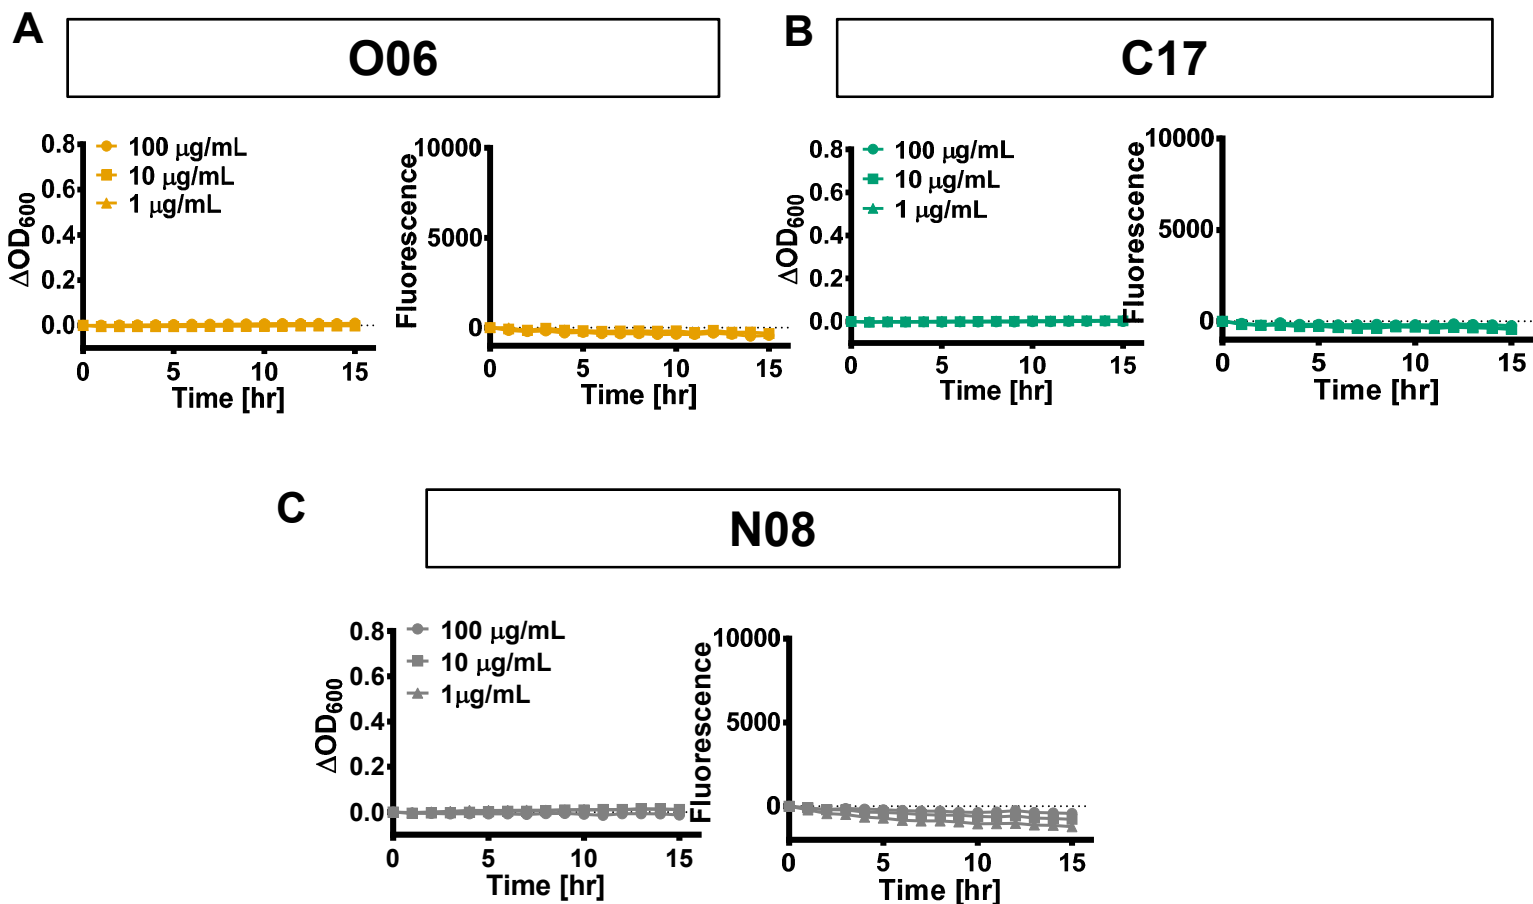 A
O06
0.8
0.6
0.4
0.2
0.0
ΔOD600
100 μg/mL
10 μg/mL
1 μg/mL
0 5 10 15
Time [hr]
10000
5000
0
Fluorescence
0 5 10 15
Time [hr]
B
C17
0.8
0.6
0.4
0.2
0.0
ΔOD600
100 μg/mL
10 μg/mL
1 μg/mL
0 5 10 15
Time [hr]
10000
5000
0
Fluorescence
0 5 10 15
Time [hr]
C
N08
0.8
0.6
0.4
0.2
0.0
ΔOD600
100 μg/mL
10 μg/mL
1μg/mL
0 5 10 15
Time [hr]
10000
5000
0
Fluorescence
0 5 10 15
Time [hr]